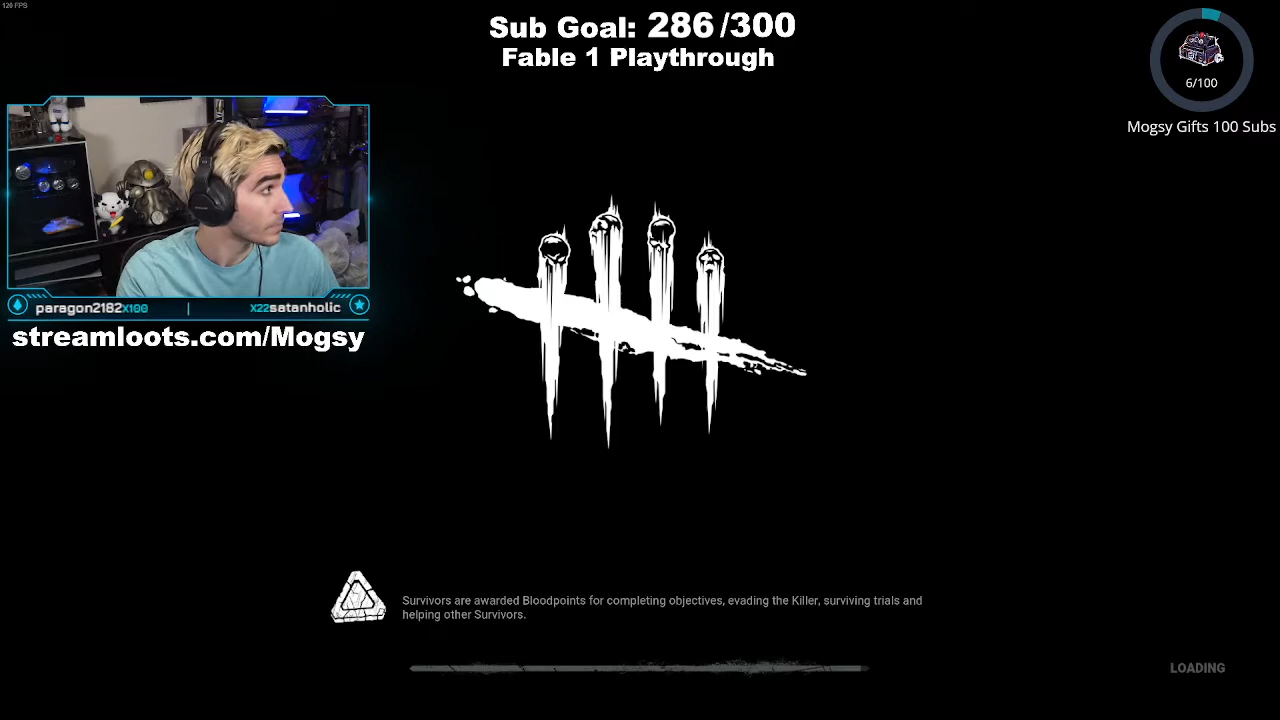 120 FPS
Sub Goal: 286/300
Fable 1 Playthrough
6/100
Mogsy Gifts 100 Subs
paragon2182X100 | X22satanholic
streamloots.com/Mogsy
Survivors are awarded Bloodpoints for completing objectives, evading the Killer, surviving trials and
helping other Survivors.
LOADING